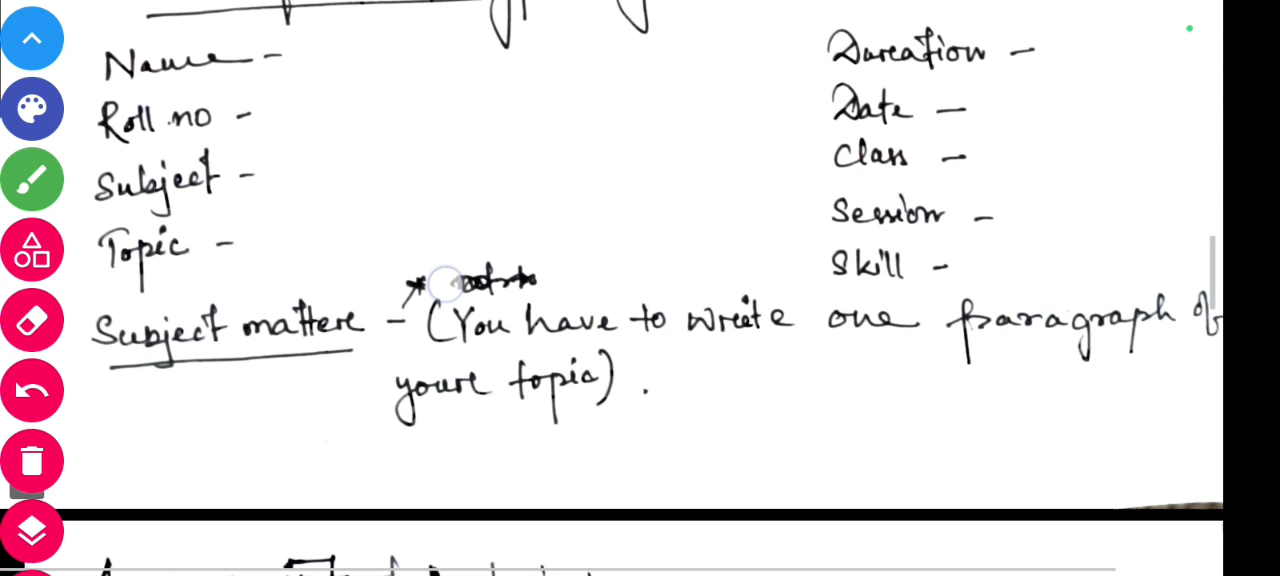 Name - Duration -
Roll no - Date -
Subject - Class -
Topic - Session -
Skill -
Subject matter - (You have to write one paragraph of
your topic).